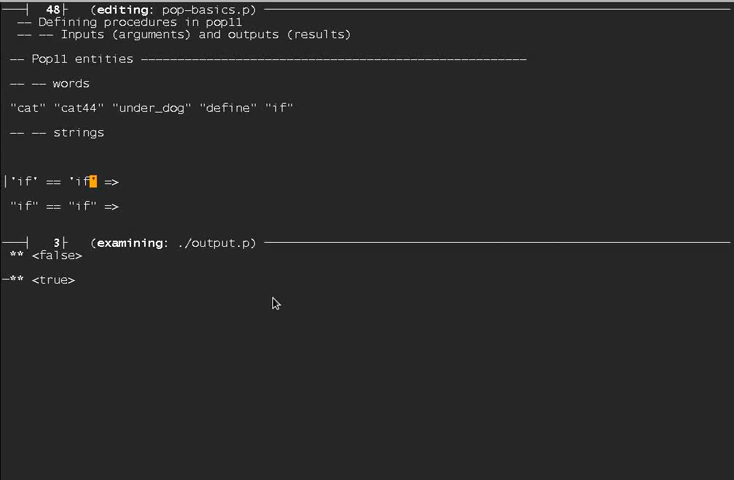 48 (editing: pop-basics.p)
-- Defining procedures in pop11
-- -- Inputs (arguments) and outputs (results)
-- Pop11 entities ---------------------------------------------------
-- -- words
"cat" "cat44" "under_dog" "define" "if"
-- -- strings
'if' == 'if' =>
"if" == "if" =>
3 (examining: ./output.p)
** <false>
** <true>